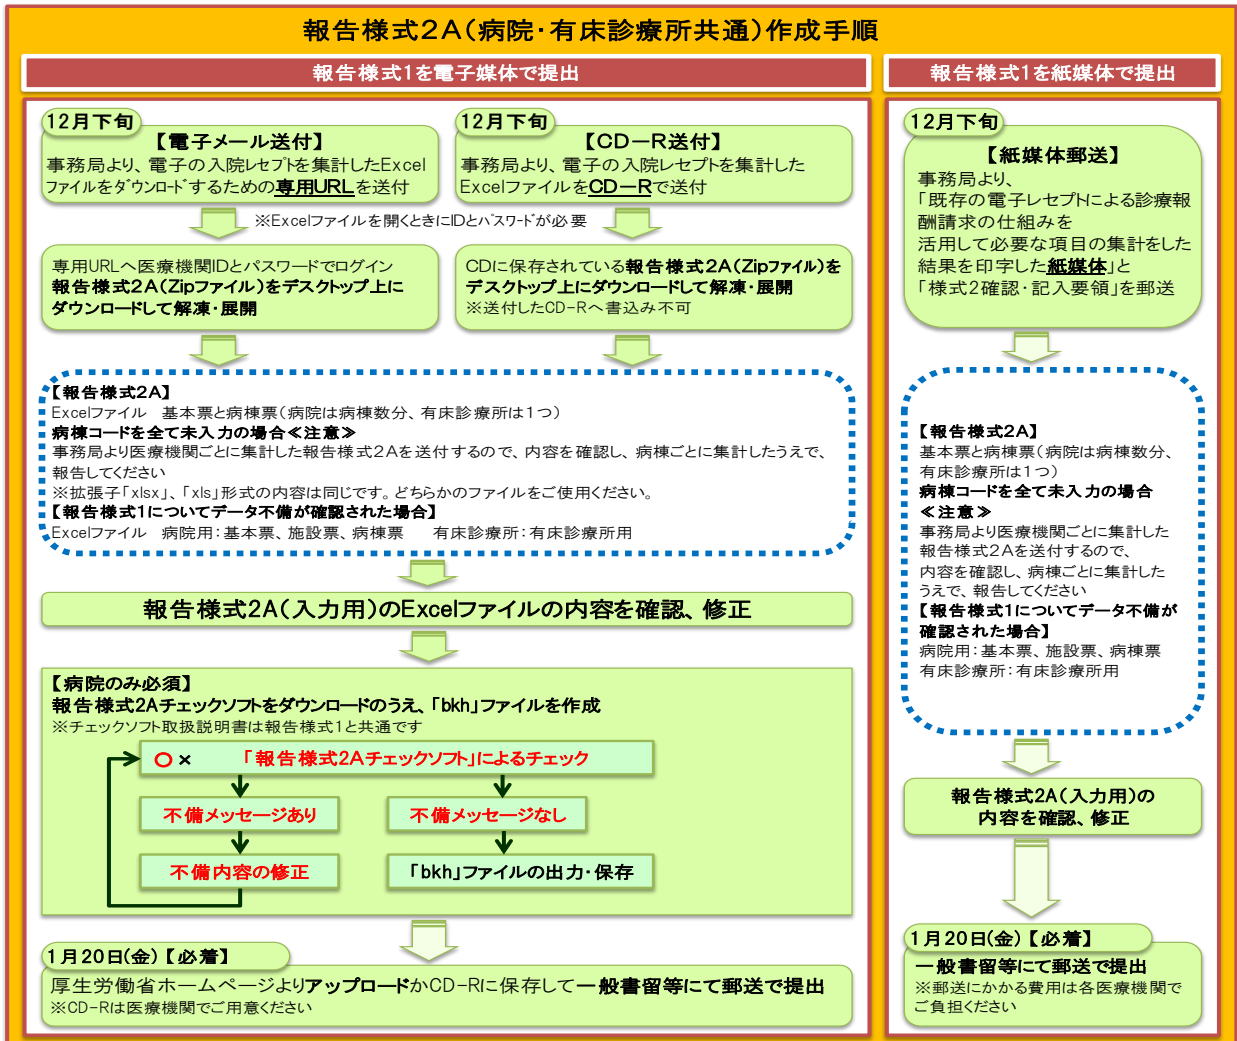 報告様式2A(病院・有床診療所共通)作成手順
報告様式1を電子媒体で提出
12月下旬
【電子メール送付】
事務局より、電子の入院レセプトを集計したExcel
ファイルをダウンロードするための専用URLを送付
12月下旬
【CD-R送付】
事務局より、電子の入院レセプトを集計した
ExcelファイルをCD-Rで送付
※Excelファイルを開くときにIDとパスワードが必要
専用URLへ医療機関IDとパスワードでログイン
報告様式2A(Zipファイル)をデスクトップ上に
ダウンロードして解凍・展開
CDに保存されている報告様式2A(Zipファイル)を
デスクトップ上にダウンロードして解凍・展開
※送付したCD-Rへ書込み不可
【報告様式2A】
Excelファイル　基本票と病棟票(病院は病棟数分、有床診療所は1つ)
病棟コードを全て未入力の場合≪注意≫
事務局より医療機関ごとに集計した報告様式2Aを送付するので、内容を確認し、病棟ごとに集計したうえで、
報告してください
※拡張子「xlsx」、「xls」形式の内容は同じです。どちらかのファイルをご使用ください。
【報告様式1についてデータ不備が確認された場合】
Excelファイル　病院用:基本票、施設票、病棟票　　有床診療所:有床診療所用
報告様式2A(入力用)のExcelファイルの内容を確認、修正
【病院のみ必須】
報告様式2Aチェックソフトをダウンロードのうえ、「bkh」ファイルを作成
※チェックソフト取扱説明書は報告様式1と共通です
○×　「報告様式2Aチェックソフト」によるチェック
不備メッセージあり
不備メッセージなし
不備内容の修正
「bkh」ファイルの出力・保存
1月20日(金)【必着】
厚生労働省ホームページよりアップロードかCD-Rに保存して一般書留等にて郵送で提出
※CD-Rは医療機関でご用意ください
報告様式1を紙媒体で提出
12月下旬
【紙媒体郵送】
事務局より、
「既存の電子レセプトによる診療報
酬請求の仕組みを
活用して必要な項目の集計をした
結果を印字した紙媒体」と
「様式2確認・記入要領」を郵送
【報告様式2A】
基本票と病棟票(病院は病棟数分、
有床診療所は1つ)
病棟コードを全て未入力の場合
≪注意≫
事務局より医療機関ごとに集計した
報告様式2Aを送付するので、
内容を確認し、病棟ごとに集計した
うえで、報告してください
【報告様式1についてデータ不備が
確認された場合】
病院用:基本票、施設票、病棟票
有床診療所:有床診療所用
報告様式2A(入力用)の
内容を確認、修正
1月20日(金)【必着】
一般書留等にて郵送で提出
※郵送にかかる費用は各医療機関で
ご負担ください